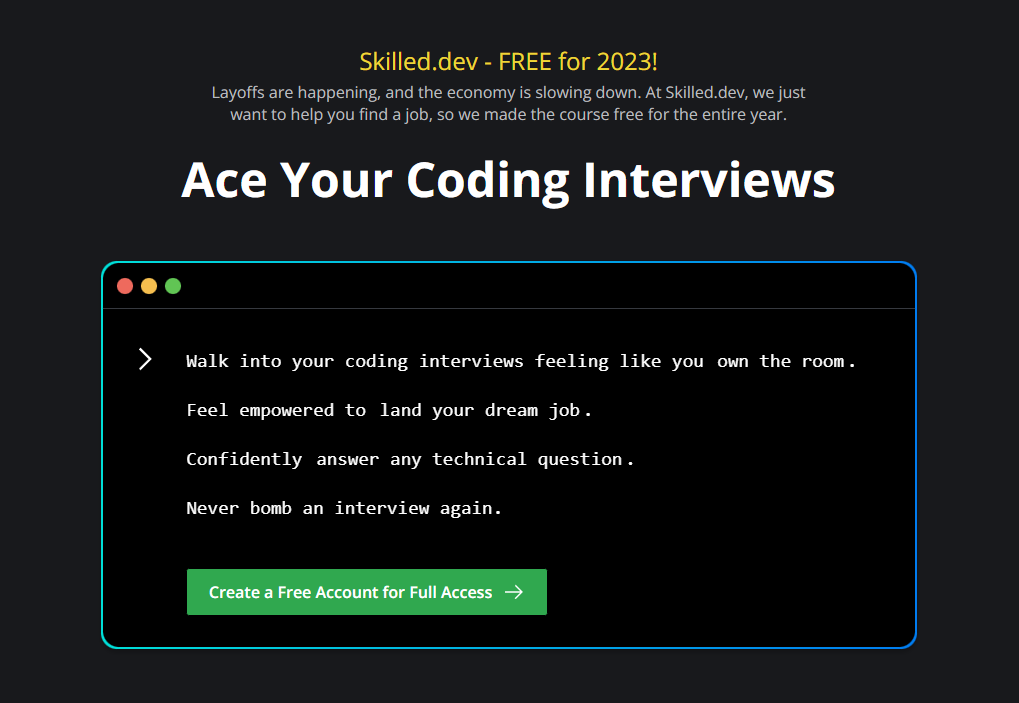 Skilled.dev - FREE for 2023!
Layoffs are happening, and the economy is slowing down. At Skilled.dev, we just
want to help you find a job, so we made the course free for the entire year.
Ace Your Coding Interviews
Walk into your coding interviews feeling like you own the room.
Feel empowered to land your dream job.
Confidently answer any technical question.
Never bomb an interview again.
Create a Free Account for Full Access